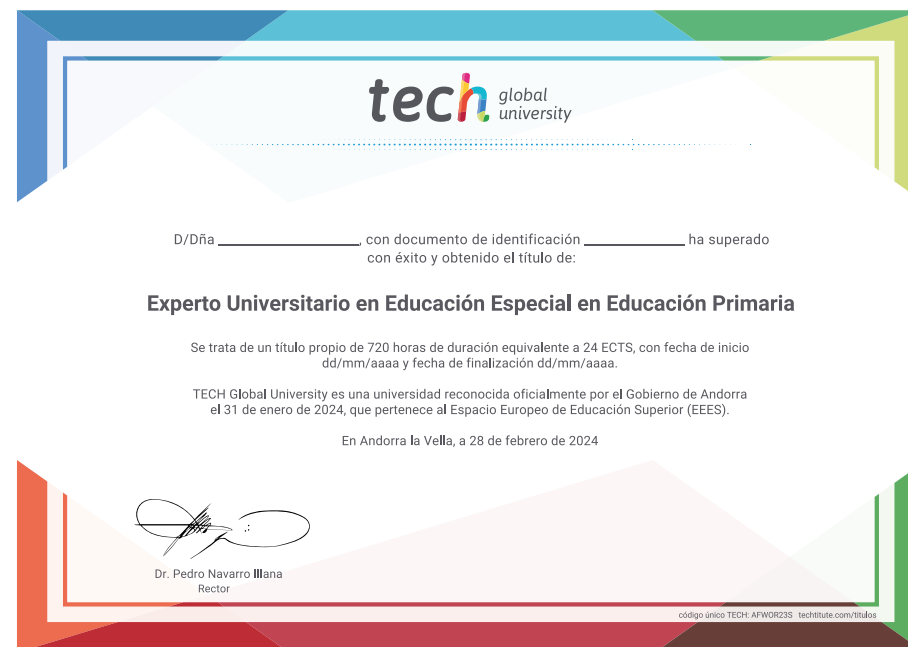 tech global university
D/Dña ____________________, con documento de identificación ______________ ha superado
con éxito y obtenido el título de:
Experto Universitario en Educación Especial en Educación Primaria
Se trata de un título propio de 720 horas de duración equivalente a 24 ECTS, con fecha de inicio
dd/mm/aaaa y fecha de finalización dd/mm/aaaa.
TECH Global University es una universidad reconocida oficialmente por el Gobierno de Andorra
el 31 de enero de 2024, que pertenece al Espacio Europeo de Educación Superior (EEES).
En Andorra la Vella, a 28 de febrero de 2024
Dr. Pedro Navarro Illana
Rector
código único TECH: AFWOR23S techtitute.com/titulos